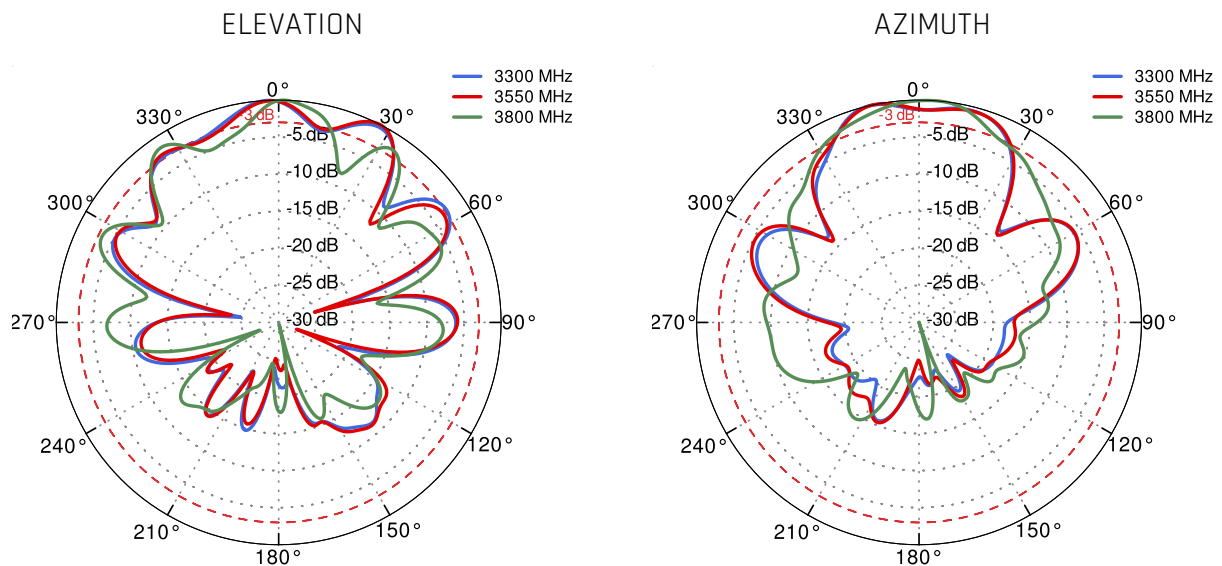 ELEVATION
3300 MHz
3550 MHz
3800 MHz
0°
-3 dB
330°
30°
-5 dB
-10 dB
300°
60°
-15 dB
-20 dB
-25 dB
270°
-30 dB
90°
240°
120°
210°
150°
180°
AZIMUTH
3300 MHz
3550 MHz
3800 MHz
0°
-3 dB
330°
30°
-5 dB
-10 dB
300°
60°
-15 dB
-20 dB
-25 dB
270°
-30 dB
90°
240°
120°
210°
150°
180°